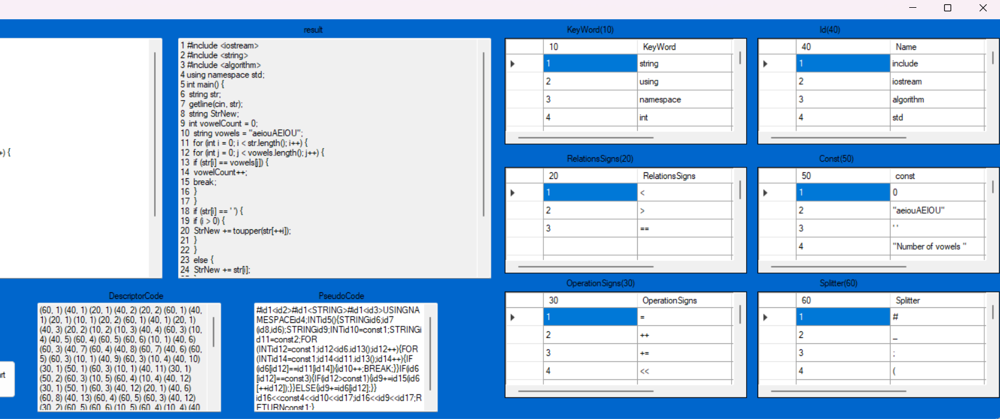 result
+) {
1 #include <iostream>
2 #include <string>
3 #include <algorithm>
4 using namespace std;
5 int main() {
6 string str;
7 getline(cin, str);
8 string StrNew;
9 int vowelCount = 0;
10 string vowels = "aeiouAEIOU";
11 for (int i = 0; i < str.length(); i++) {
12 for (int j = 0; j < vowels.length(); j++) {
13 if (str[i] == vowels[j]) {
14 vowelCount++;
15 break;
16 }
17 }
18 if (str[i] == ' ') {
19 if (i > 0) {
20 StrNew += toupper(str[++i]);
21 }
22 }
23 else {
24 StrNew += str[i];
KeyWord(10)
10 KeyWord
1 string
2 using
3 namespace
4 int
Id(40)
40 Name
1 include
2 iostream
3 algorithm
4 std
RelationsSigns(20)
20 RelationsSigns
1 <
2 >
3 ==
Const(50)
50 const
1 0
2 "aeiouAEIOU"
3 ' '
4 "Number of vowels "
OperationSigns(30)
30 OperationSigns
1 =
2 ++
3 +=
4 <<
Splitter(60)
60 Splitter
1 #
2 _
3 ;
4 (
rt
DescriptorCode
(60, 1) (40, 1) (20, 1) (40, 2) (20, 2) (60, 1) (40,
1) (20, 1) (10, 1) (20, 2) (60, 1) (40, 1) (20, 1)
(40, 3) (20, 2) (10, 2) (10, 3) (40, 4) (60, 3) (10,
4) (40, 5) (60, 4) (60, 5) (60, 6) (10, 1) (40, 6)
(60, 3) (40, 7) (60, 4) (40, 8) (60, 7) (40, 6) (60,
5) (60, 3) (10, 1) (40, 9) (60, 3) (10, 4) (40, 10)
(30, 1) (50, 1) (60, 3) (10, 1) (40, 11) (30, 1)
(50, 2) (60, 3) (10, 5) (60, 4) (10, 4) (40, 12)
(30, 1) (50, 1) (60, 3) (40, 12) (20, 1) (40, 6)
(60, 8) (40, 13) (60, 4) (60, 5) (60, 3) (40, 12)
(30, 2) (60, 5) (60, 6) (10, 5) (60, 4) (10, 4) (40
PseudoCode
#id1<id2>#id1<STRING>#id1<id3>USINGNA
MESPACEid4;INTid5(){STRINGid6;id7
(id8,id6);STRINGid9;INTid10=const1;STRINGi
d11=const2;FOR
(INTid12=const1;id12<id6.id13();id12++){FOR
(INTid14=const1;id14<id11.id13();id14++){IF
(id6[id12]==id11[id14]){id10++;BREAK;}}IF(id6
[id12]==const3){IF(id12>const1){id9+=id15(id6
[++id12]);}}ELSE{id9+=id6[id12];}}
id16<<const4<<id10<<id17;id16<<id9<<id17;R
ETURNconst1;}